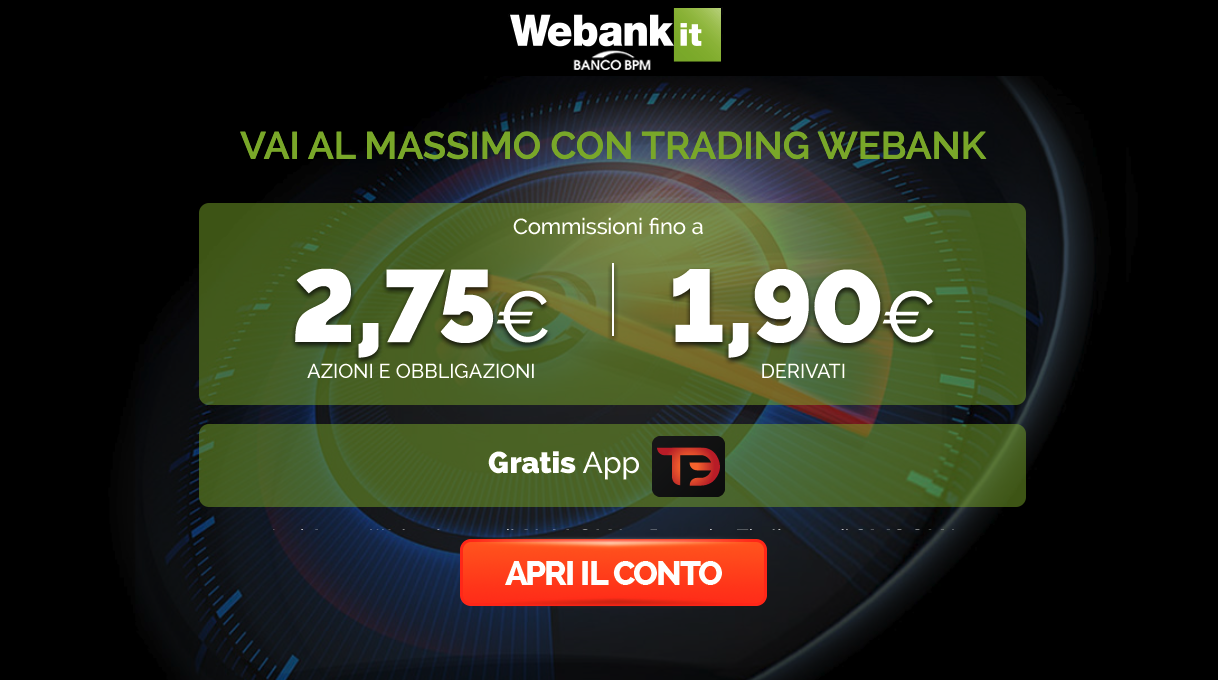 Webank it
BANCO BPM
VAI AL MASSIMO CON TRADING WEBANK
Commissioni fino a
2,75€ 1,90€
AZIONI E OBBLIGAZIONI DERIVATI
Gratis App T3
APRI IL CONTO